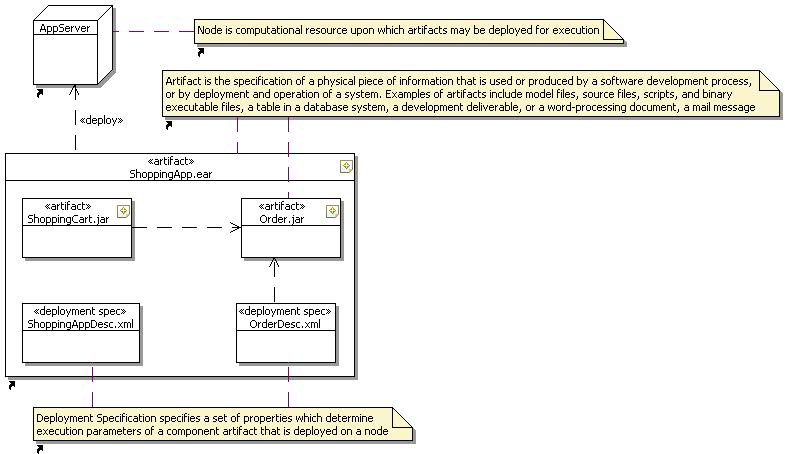 AppServer
Node is computational resource upon which artifacts may be deployed for execution
Artifact is the specification of a physical piece of information that is used or produced by a software development process,
or by deployment and operation of a system. Examples of artifacts include model files, source files, scripts, and binary
executable files, a table in a database system, a development deliverable, or a word-processing document, a mail message
«deploy»
«artifact»
ShoppingApp.ear
«artifact»
ShoppingCart.jar
«artifact»
Order.jar
«deployment spec»
ShoppingAppDesc.xml
«deployment spec»
OrderDesc.xml
Deployment Specification specifies a set of properties which determine
execution parameters of a component artifact that is deployed on a node